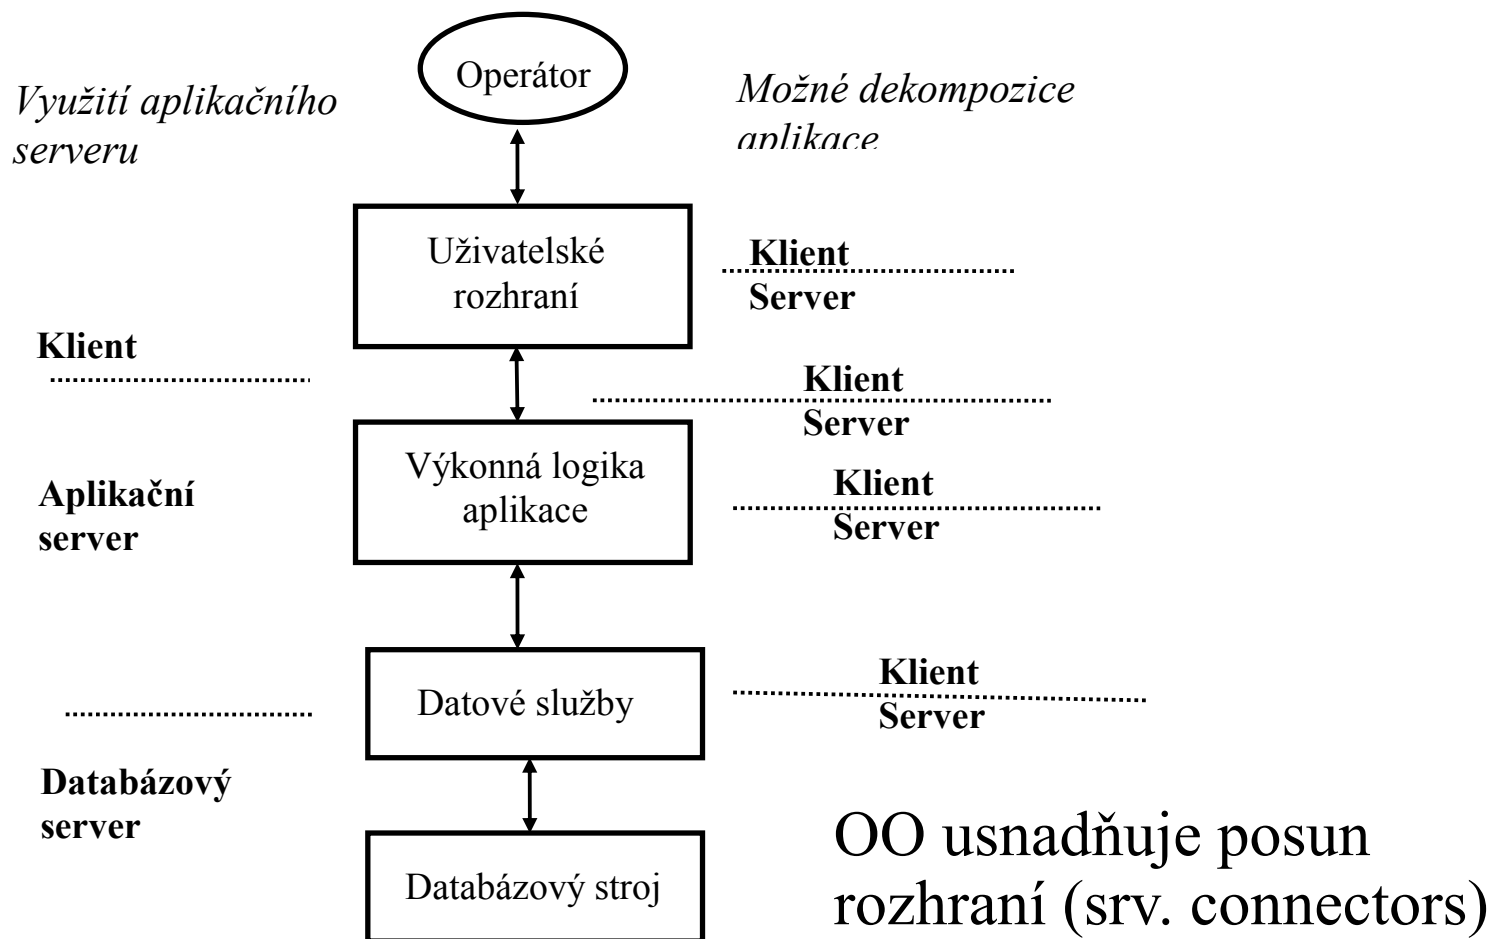 Operátor
Využití aplikačního
serveru
Možné dekompozice
aplikace
Uživatelské
rozhraní
Klient
Server
Klient
Klient
Server
Výkonná logika
aplikace
Aplikační
server
Klient
Server
Datové služby
Klient
Server
Databázový
server
Databázový stroj
OO usnadňuje posun
rozhraní (srv. connectors)